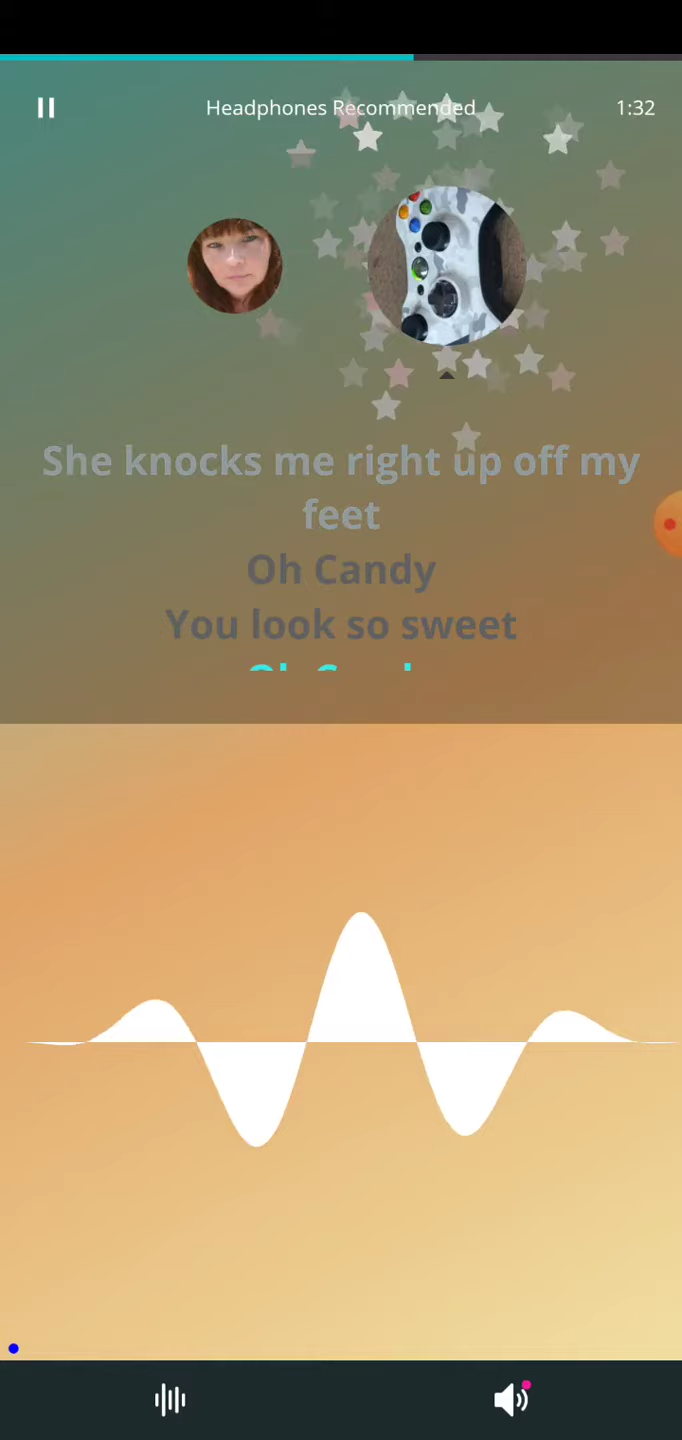 Headphones Recommended 1:32
She knocks me right up off my
feet
Oh Candy
You look so sweet